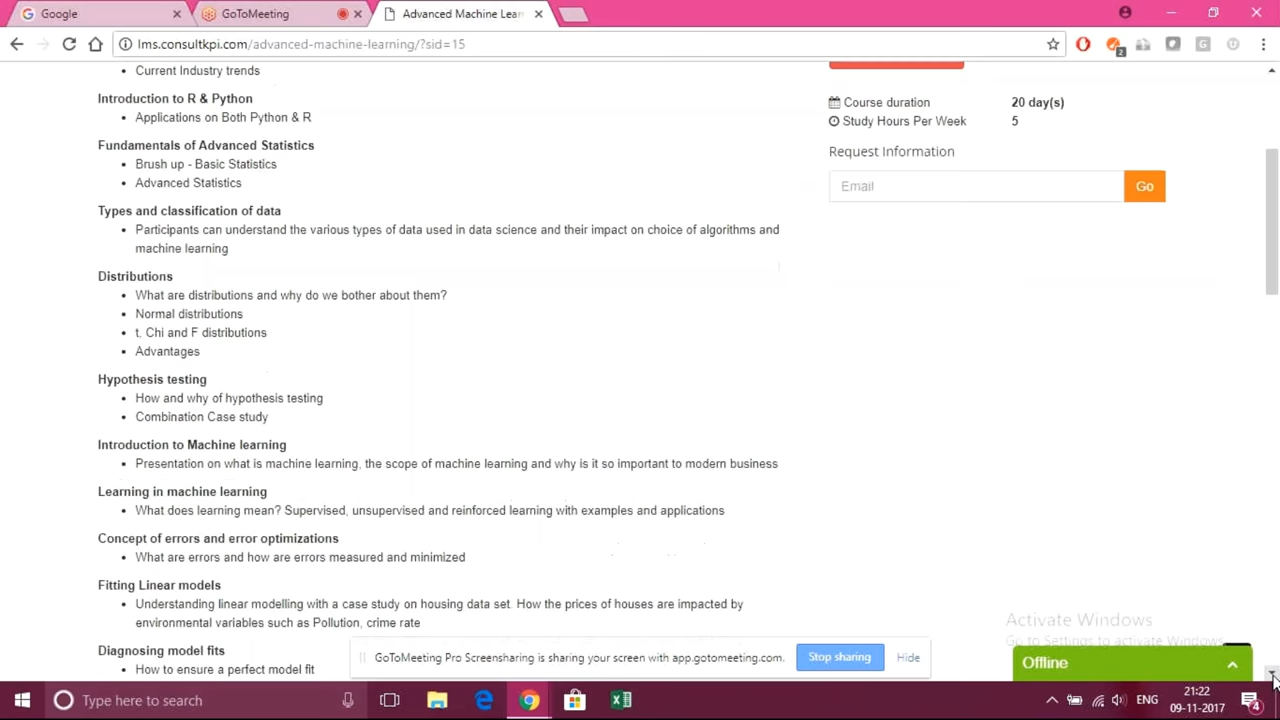 Google
GoToMeeting
Advanced Machine Lear
lms.consultkpi.com/advanced-machine-learning/?sid=15
2
Current Industry trends
Introduction to R & Python
Applications on Both Python & R
Fundamentals of Advanced Statistics
Brush up - Basic Statistics
Advanced Statistics
Types and classification of data
Participants can understand the various types of data used in data science and their impact on choice of algorithms and
machine learning
Distributions
What are distributions and why do we bother about them?
Normal distributions
t, Chi and F distributions
Advantages
Hypothesis testing
How and why of hypothesis testing
Combination Case study
Introduction to Machine learning
Presentation on what is machine learning, the scope of machine learning and why is it so important to modern business
Learning in machine learning
What does learning mean? Supervised, unsupervised and reinforced learning with examples and applications
Concept of errors and error optimizations
What are errors and how are errors measured and minimized
Fitting Linear models
Understanding linear modelling with a case study on housing data set. How the prices of houses are impacted by
environmental variables such as Pollution, crime rate
Diagnosing model fits
How to ensure a perfect model fit
Course duration 20 day(s)
Study Hours Per Week 5
Request Information
Email Go
Activate Windows
Go to Settings to activate Windows.
Offline
GoToMeeting Pro Screensharing is sharing your screen with app.gotomeeting.com. Stop sharing Hide
Type here to search
ENG
21:22
09-11-2017
4